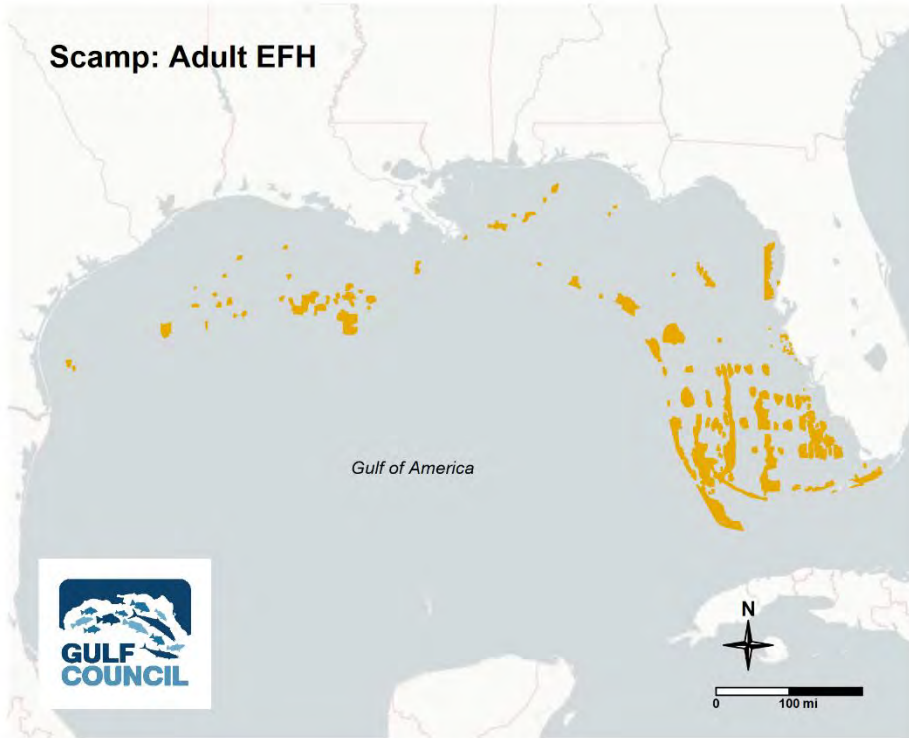 Scamp: Adult EFH
Gulf of America
GULF
COUNCIL
N
0 100 mi